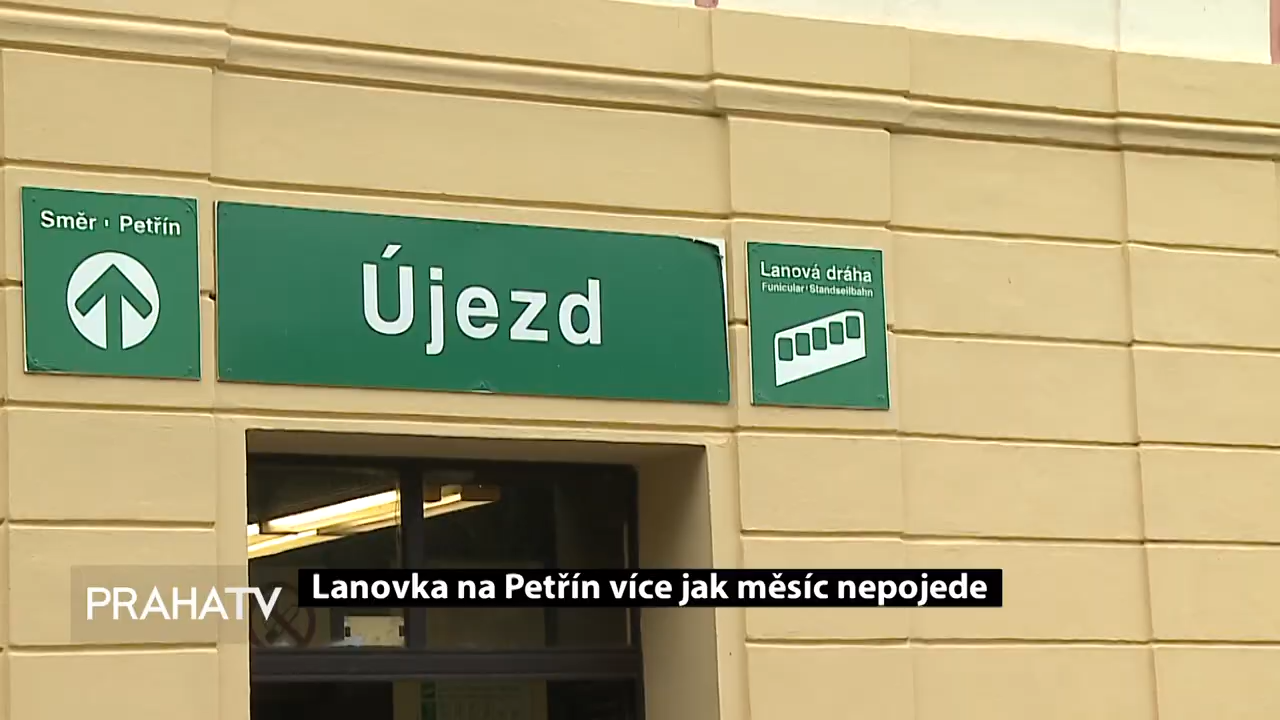 Směr Petřín
Újezd
Lanová dráha
Funicular Standseilbahn
PRAHATV
Lanovka na Petřín více jak měsíc nepojede